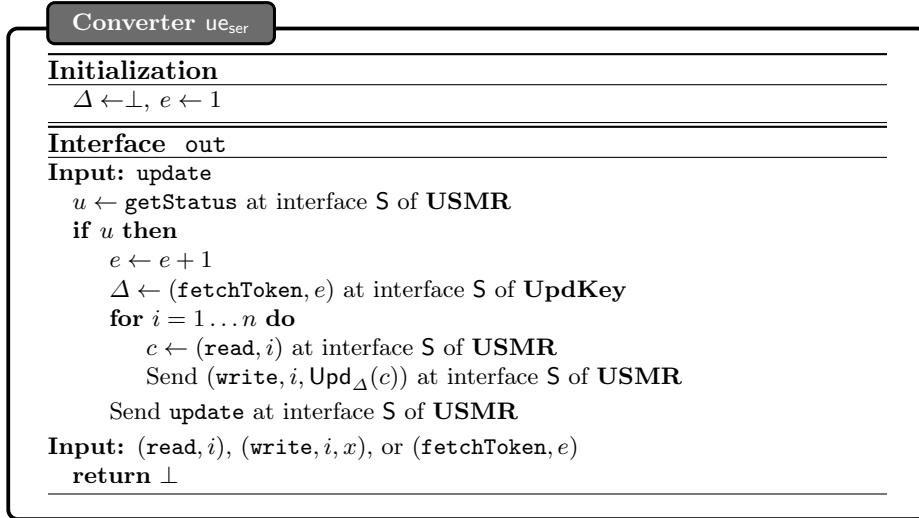 Converter ue_ser
Initialization
Δ ←⊥, e ← 1
Interface out
Input: update
u ← getStatus at interface S of USMR
if u then
e ← e + 1
Δ ← (fetchToken, e) at interface S of UpdKey
for i = 1 . . . n do
c ← (read, i) at interface S of USMR
Send (write, i, Upd_Δ(c)) at interface S of USMR
Send update at interface S of USMR
Input: (read, i), (write, i, x), or (fetchToken, e)
return ⊥